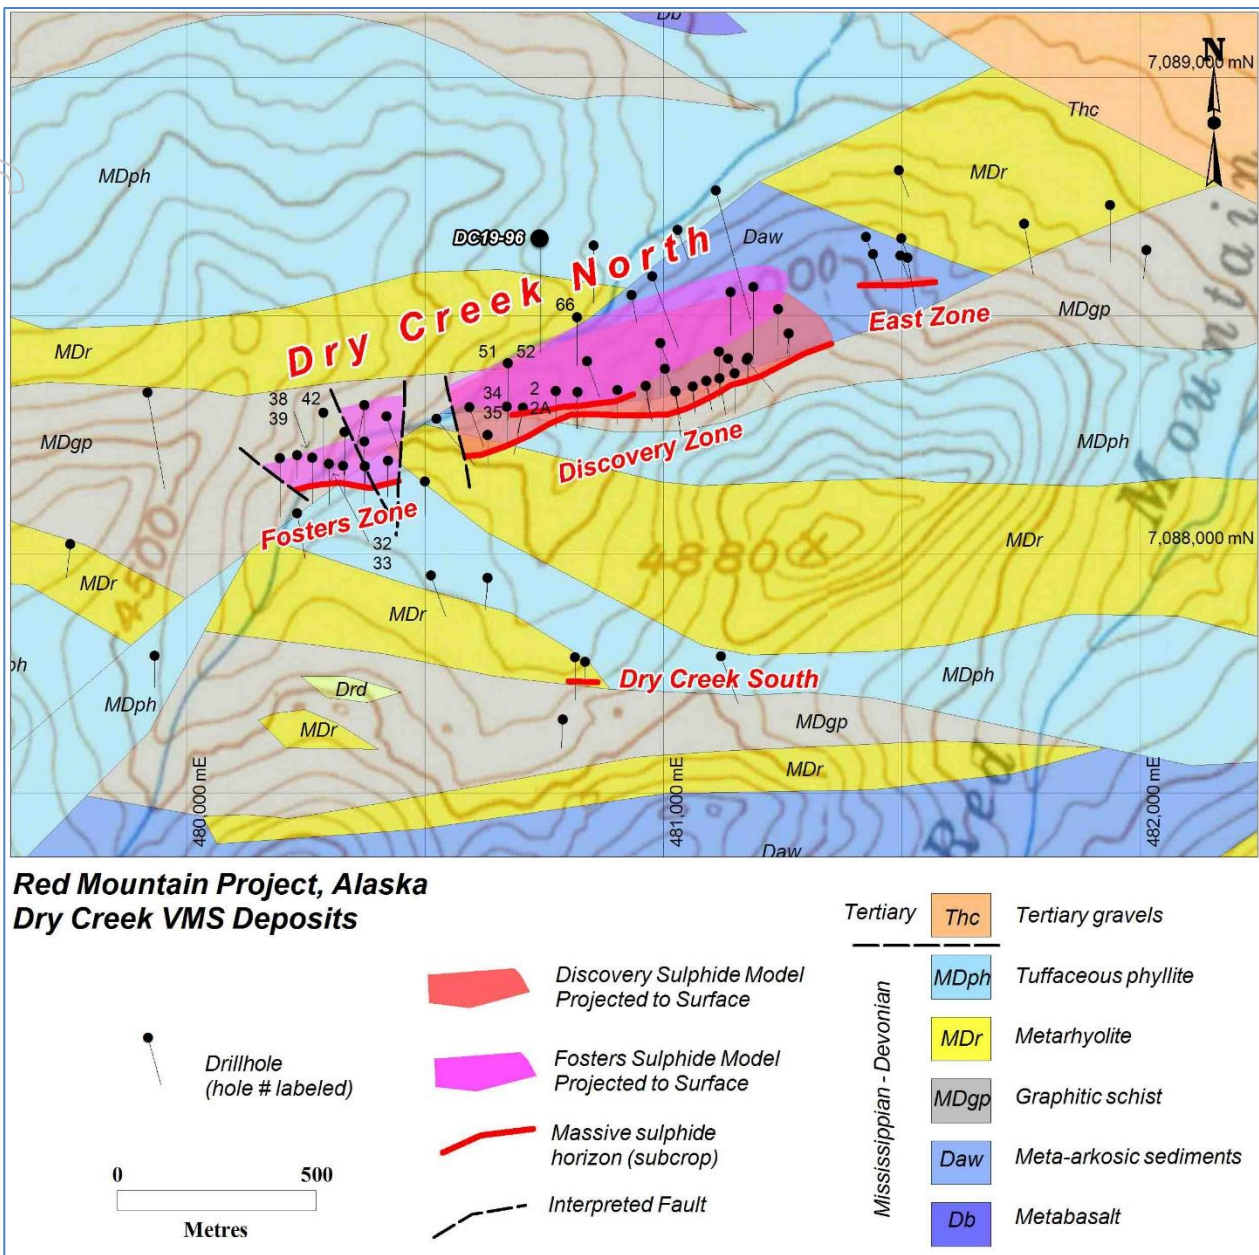 Db
N
7,089,000 mN
Thc
MDph
MDr
DC19-96
Daw
Dry Creek North
66
East Zone
MDgp
MDr
51 52
38 42
39
34 2
35 2A
MDgp
MDph
Discovery Zone
Fosters Zone
32
33
7,088,000 mN
4500
4880
MDr
MDr
MDr
ph
Dry Creek South
MDph
MDph
Drd
MDgp
MDr
MDr
Red Mountain
480,000 mE
481,000 mE
482,000 mE
Daw
Red Mountain Project, Alaska
Dry Creek VMS Deposits
Drillhole
(hole # labeled)
0 500
Metres
Discovery Sulphide Model
Projected to Surface
Fosters Sulphide Model
Projected to Surface
Massive sulphide
horizon (subcrop)
Interpreted Fault
Tertiary
Thc Tertiary gravels
Mississippian - Devonian
MDph Tuffaceous phyllite
MDr Metarhyolite
MDgp Graphitic schist
Daw Meta-arkosic sediments
Db Metabasalt